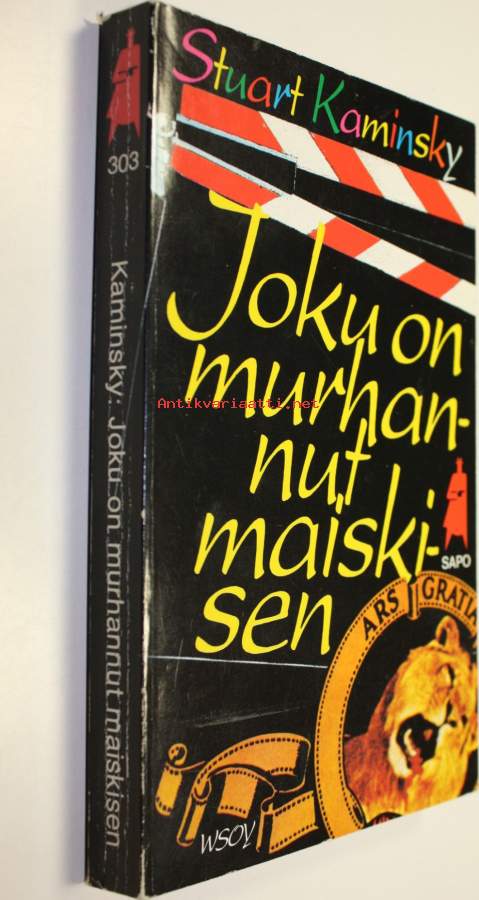 Stuart Kaminsky
Joku on
murhan-
nut
maiski-
sen
SAPO
ARS GRATIA
WSOY
303
Kaminsky: Joku on murhannut maiskisen
Antikvariaatti.net